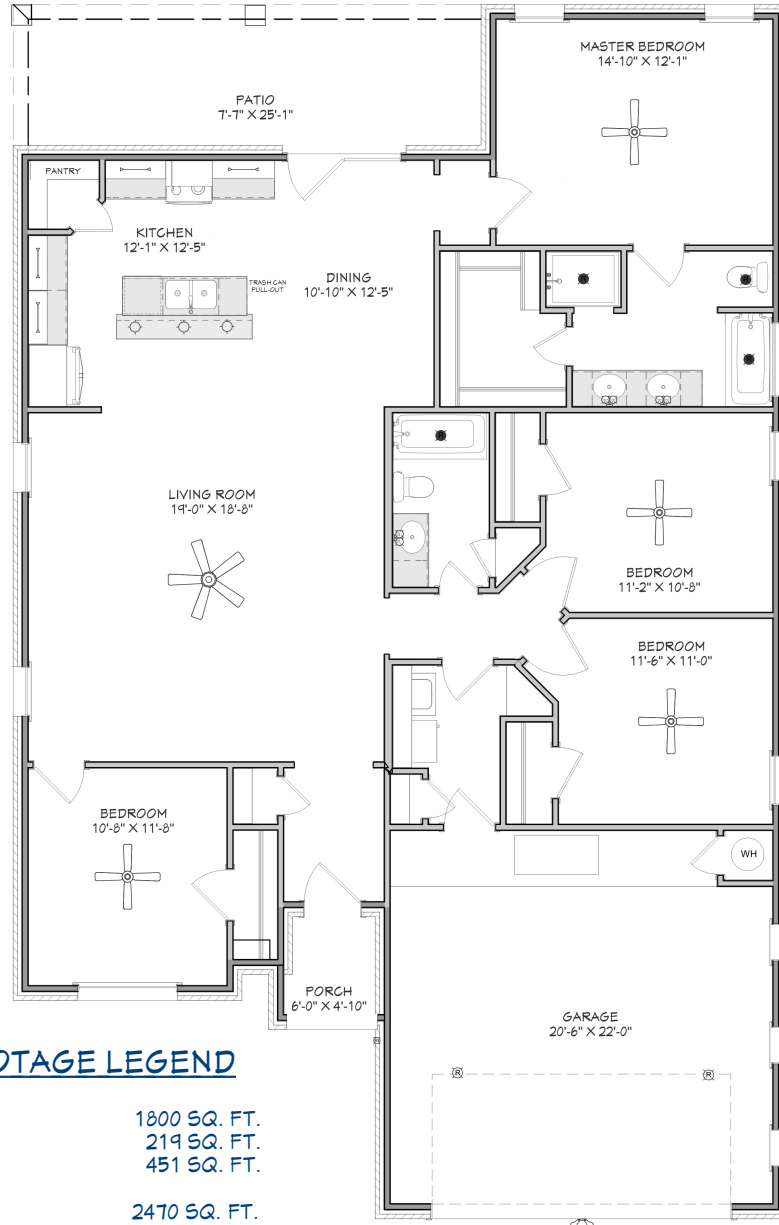 MASTER BEDROOM
14'-10" X 12'-1"
PATIO
7'-7" X 25'-1"
PANTRY
KITCHEN
12'-1" X 12'-5"
TRASH CAN
PULL-OUT
DINING
10'-10" X 12'-5"
LIVING ROOM
19'-0" X 18'-8"
BEDROOM
11'-2" X 10'-8"
BEDROOM
11'-6" X 11'-0"
BEDROOM
10'-8" X 11'-8"
WH
PORCH
6'-0" X 4'-10"
GARAGE
20'-6" X 22'-0"
R
R
OTAGE LEGEND
1800 SQ. FT.
219 SQ. FT.
451 SQ. FT.
2470 SQ. FT.